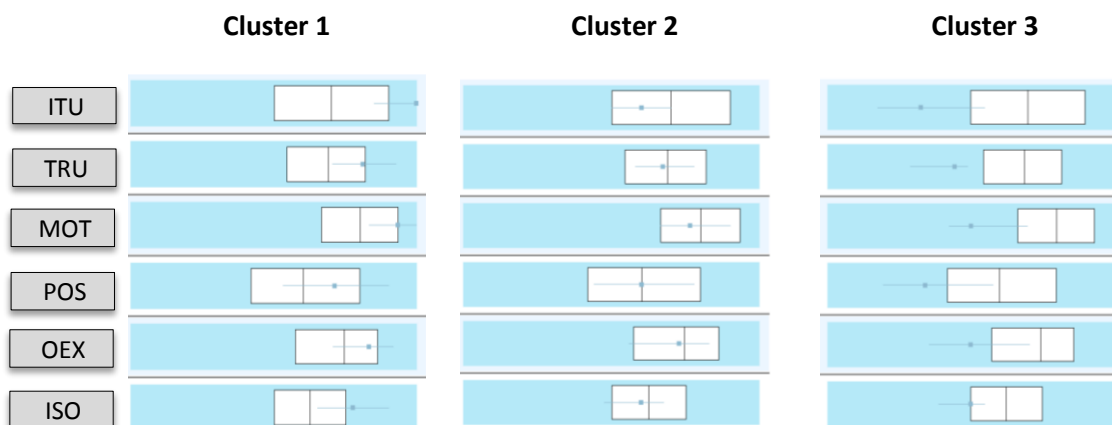 Cluster 1 Cluster 2 Cluster 3
ITU
TRU
MOT
POS
OEX
ISO